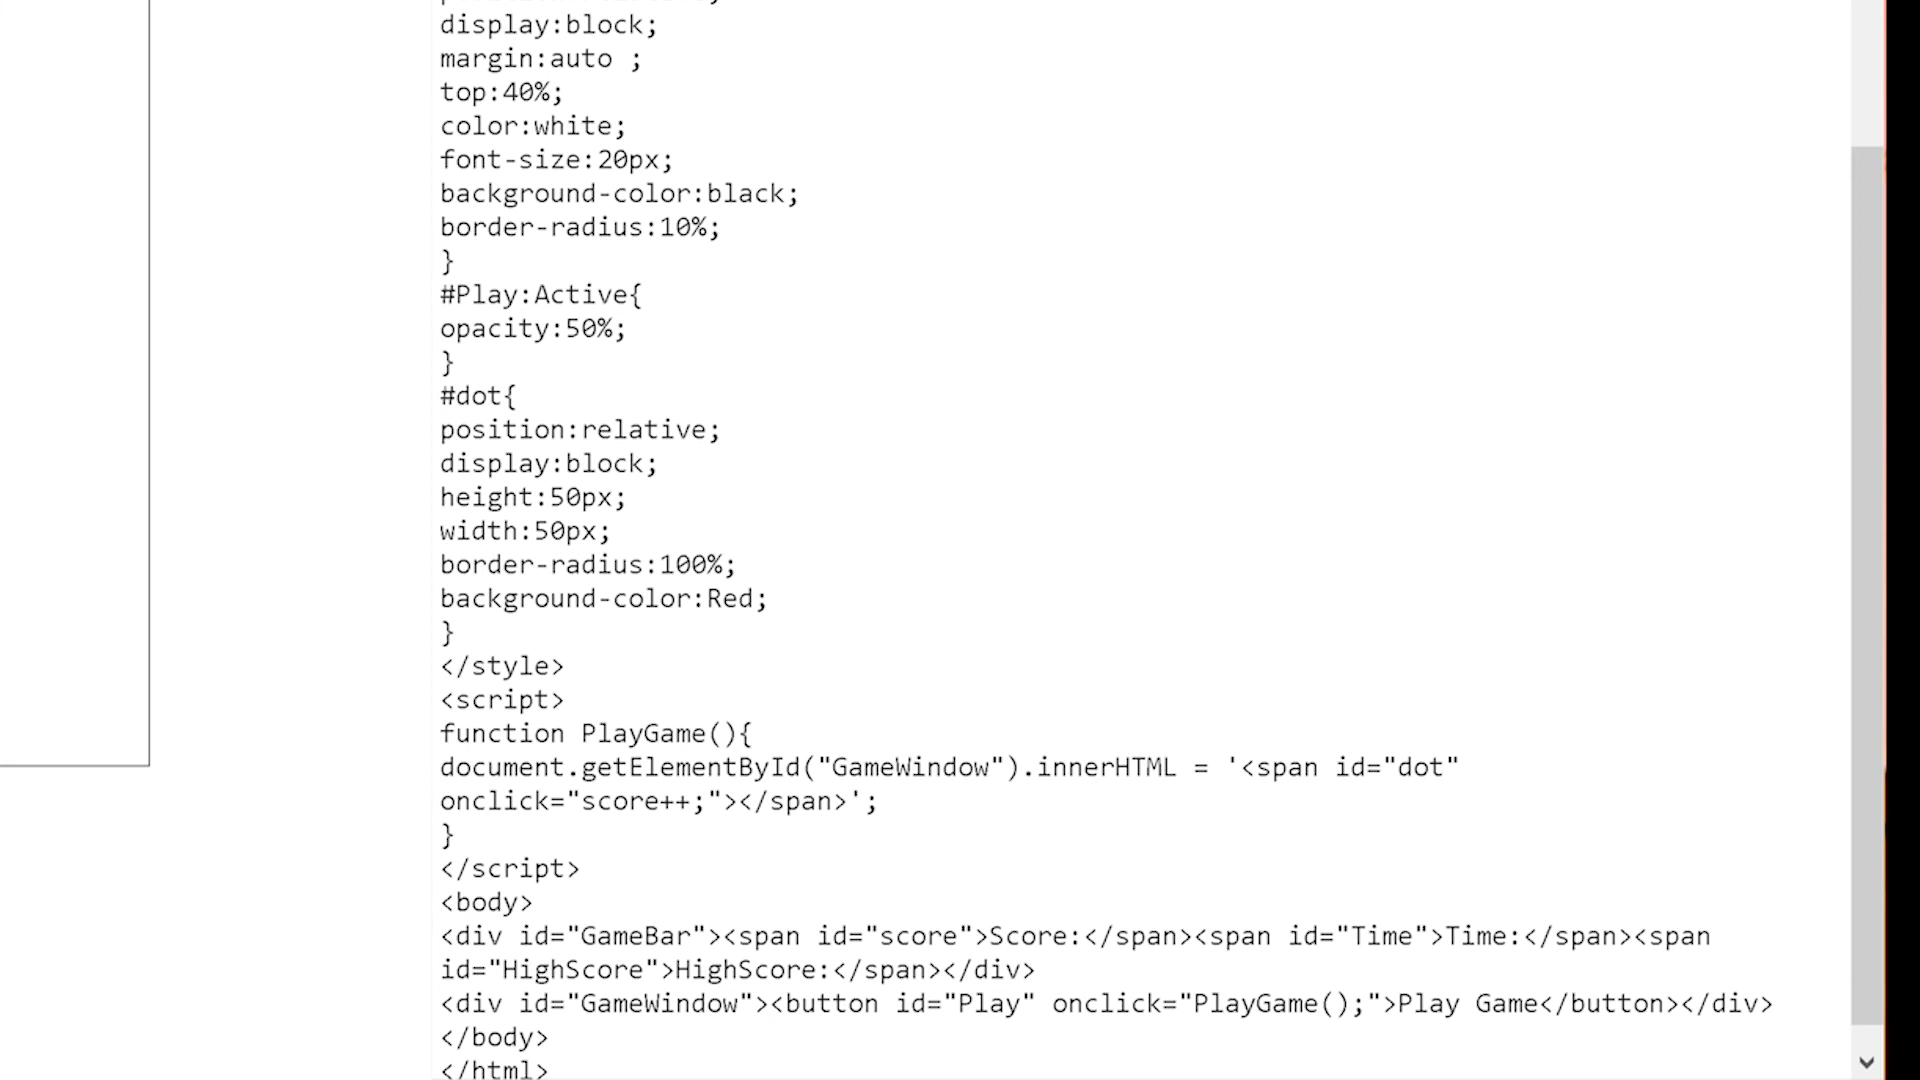 display:block;
margin:auto ;
top:40%;
color:white;
font-size:20px;
background-color:black;
border-radius:10%;
}
#Play:Active{
opacity:50%;
}
#dot{
position:relative;
display:block;
height:50px;
width:50px;
border-radius:100%;
background-color:Red;
}
</style>
<script>
function PlayGame(){
document.getElementById("GameWindow").innerHTML = '<span id="dot"
onclick="score++;"></span>';
}
</script>
<body>
<div id="GameBar"><span id="score">Score:</span><span id="Time">Time:</span><span
id="HighScore">HighScore:</span></div>
<div id="GameWindow"><button id="Play" onclick="PlayGame();">Play Game</button></div>
</body>
</html>